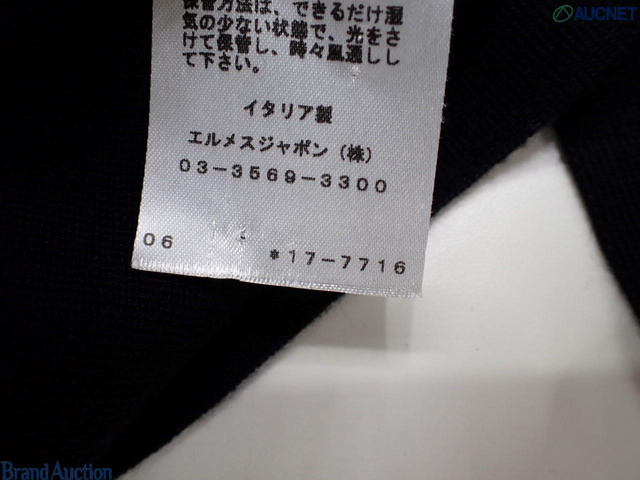 保管方法は、できるだけ湿
気の少ない状態で、光をさ
けて保管し、時々風通しし
て下さい。
イタリア製
エルメスジャポン(株)
03-3569-3300
06
*17-7716
AUCNET
Brand Auction